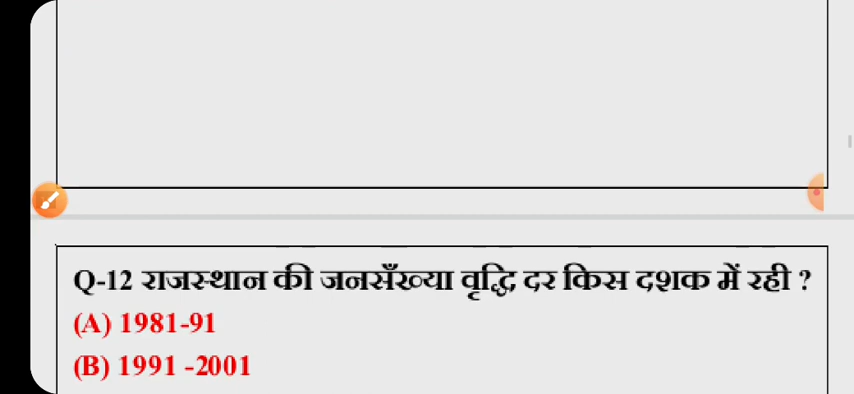 Q-12 राजस्थान की जनसँख्या वृद्धि दर किस दशक में रही ?
(A) 1981-91
(B) 1991 -2001